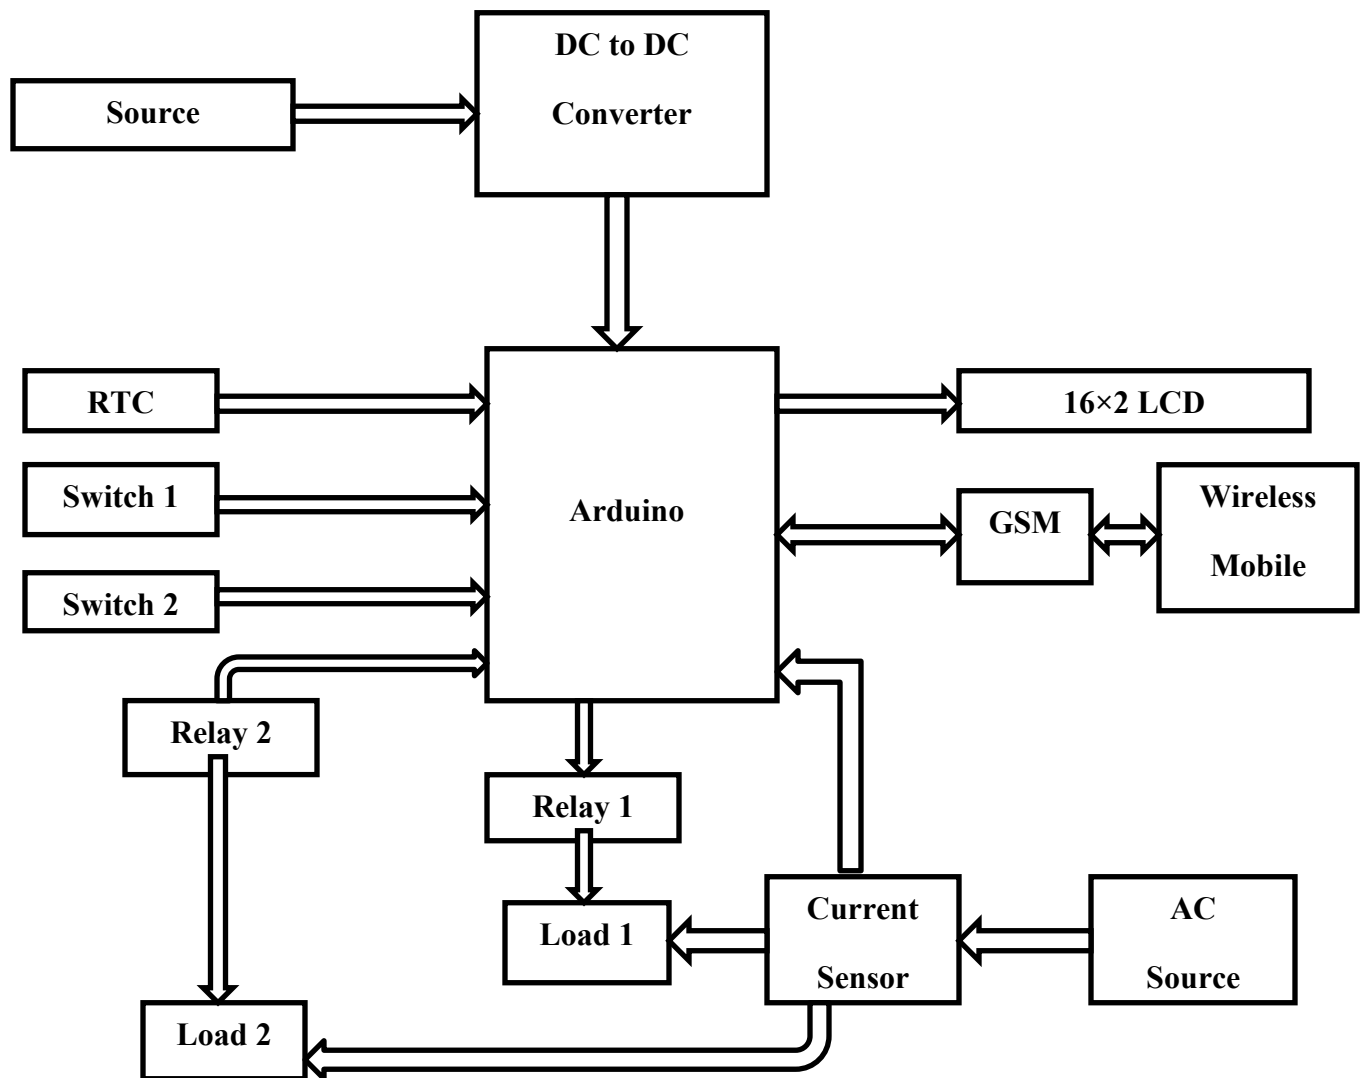 DC to DC
Converter
Source
RTC
16×2 LCD
Switch 1
Arduino
GSM
Wireless
Mobile
Switch 2
Relay 2
Relay 1
Load 1
Current
Sensor
AC
Source
Load 2